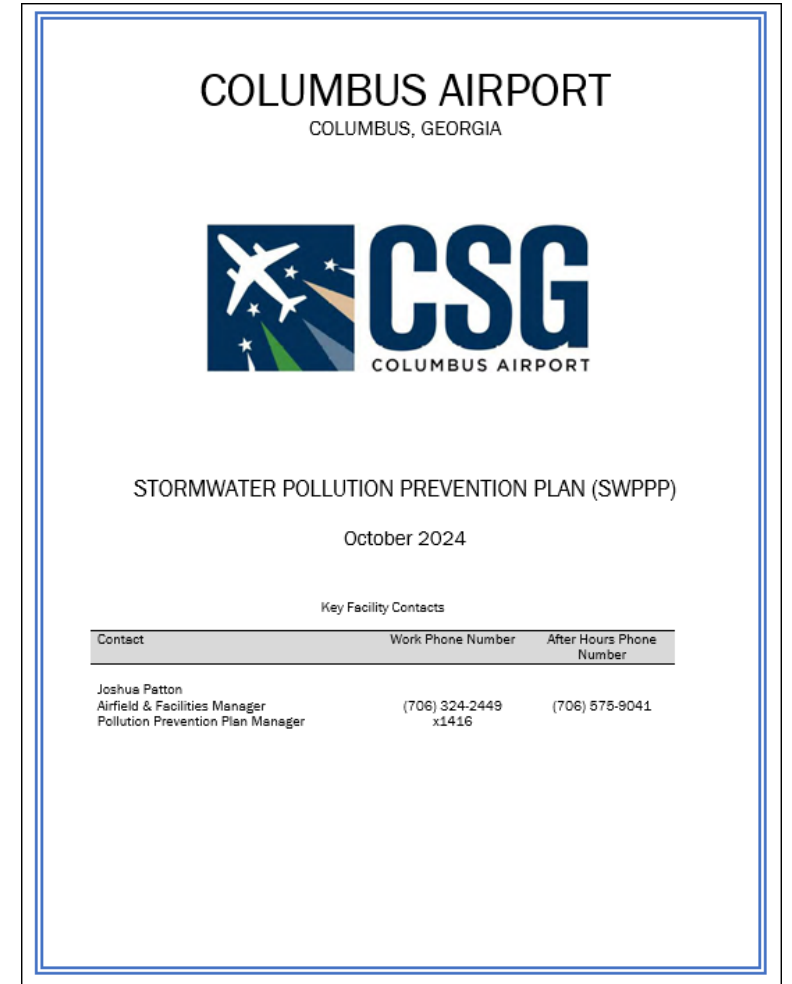 COLUMBUS AIRPORT
COLUMBUS, GEORGIA
CSG
COLUMBUS AIRPORT
STORMWATER POLLUTION PREVENTION PLAN (SWPPP)
October 2024
Key Facility Contacts
Contact Work Phone Number After Hours Phone
Number
Joshua Patton
Airfield & Facilities Manager (706) 324-2449 (706) 575-9041
Pollution Prevention Plan Manager x1416